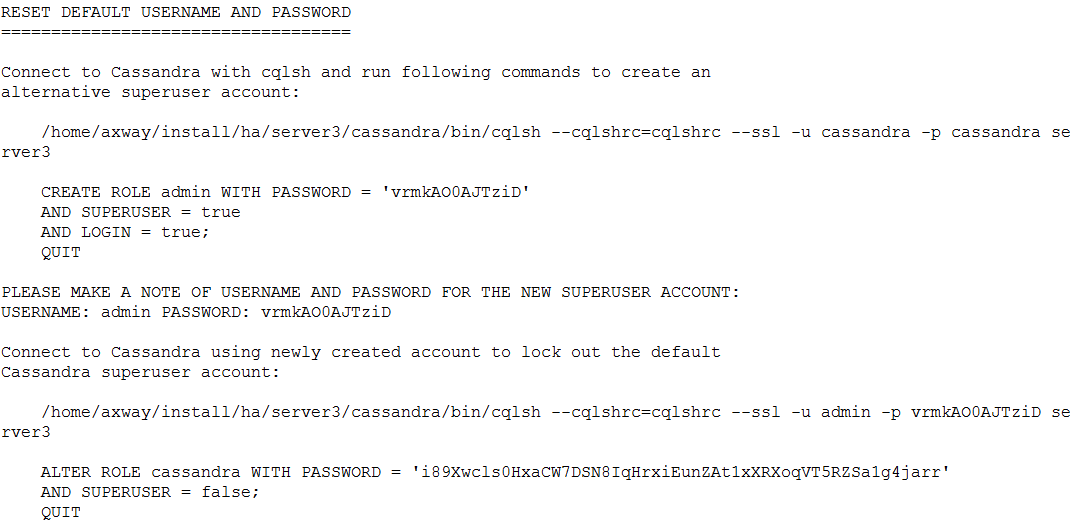 RESET DEFAULT USERNAME AND PASSWORD
===================================
Connect to Cassandra with cqlsh and run following commands to create an
alternative superuser account:
/home/axway/install/ha/server3/cassandra/bin/cqlsh --cqlshrc=cqlshrc --ssl -u cassandra -p cassandra se
rver3
CREATE ROLE admin WITH PASSWORD = 'vrmkAO0AJTziD'
AND SUPERUSER = true
AND LOGIN = true;
QUIT
PLEASE MAKE A NOTE OF USERNAME AND PASSWORD FOR THE NEW SUPERUSER ACCOUNT:
USERNAME: admin PASSWORD: vrmkAO0AJTziD
Connect to Cassandra using newly created account to lock out the default
Cassandra superuser account:
/home/axway/install/ha/server3/cassandra/bin/cqlsh --cqlshrc=cqlshrc --ssl -u admin -p vrmkAO0AJTziD se
rver3
ALTER ROLE cassandra WITH PASSWORD = 'i89Xwcls0HxaCW7DSN8IqHrxiEunZAt1xXRXoqVT5RZSa1g4jarr'
AND SUPERUSER = false;
QUIT